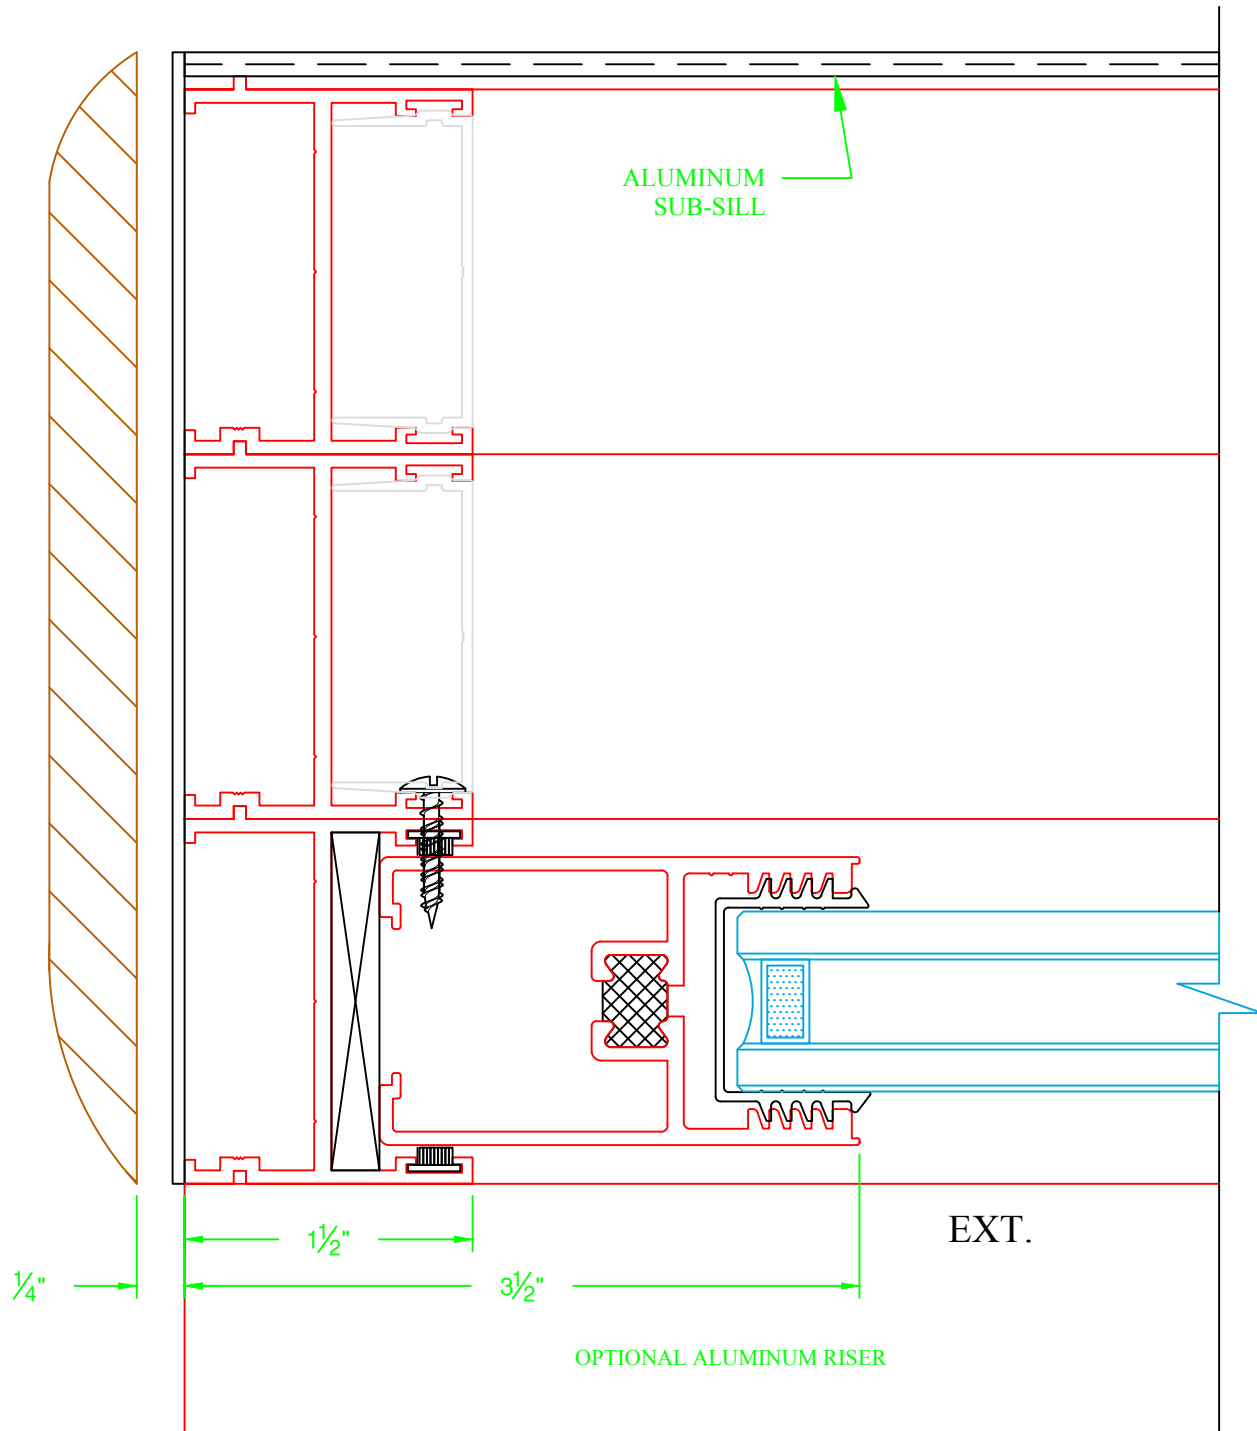 ALUMINUM
SUB-SILL
EXT.
1½"
¼"
3½"
OPTIONAL ALUMINUM RISER